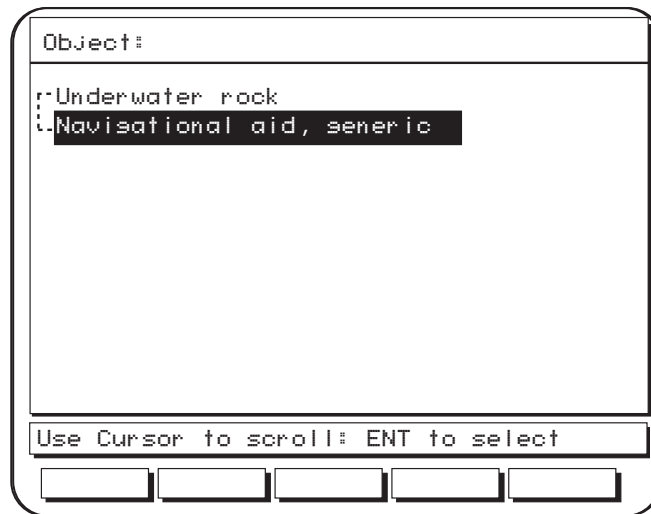 Object:
Underwater rock
Navigational aid, generic
Use Cursor to scroll: ENT to select